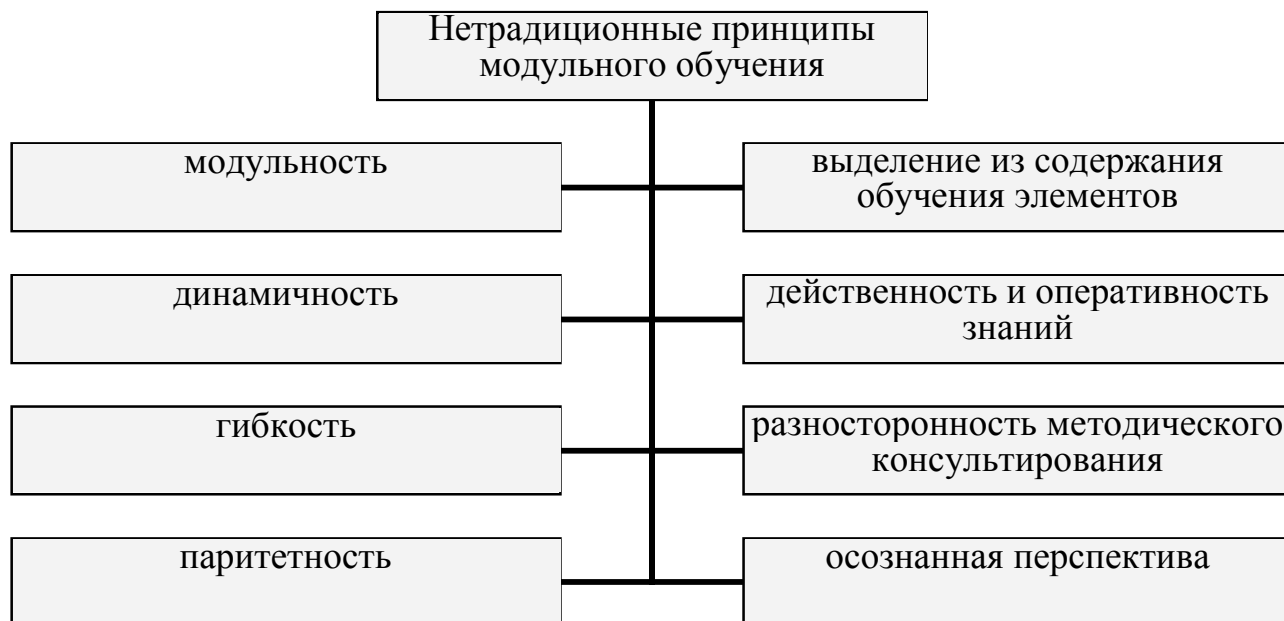 Нетрадиционные принципы
модульного обучения
модульность
выделение из содержания
обучения элементов
динамичность
действенность и оперативность
знаний
гибкость
разносторонность методического
консультирования
паритетность
осознанная перспектива